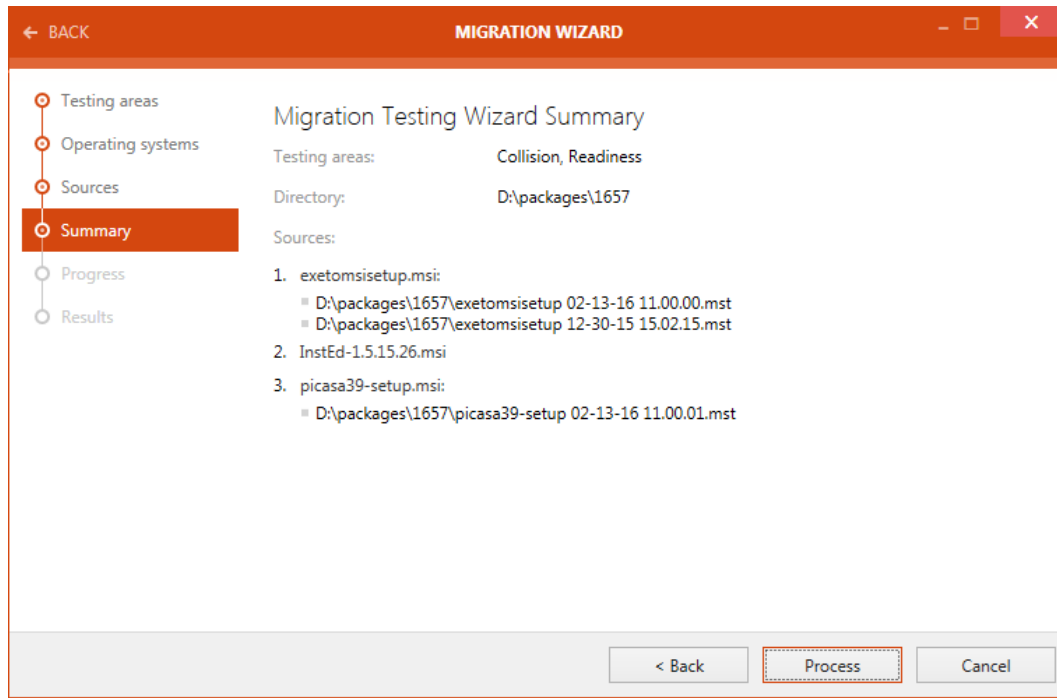 ← BACK
MIGRATION WIZARD
Testing areas
Operating systems
Sources
Summary
Progress
Results
Migration Testing Wizard Summary
Testing areas: Collision, Readiness
Directory: D:\packages\1657
Sources:
1. exetomsisetup.msi:
D:\packages\1657\exetomsisetup 02-13-16 11.00.00.mst
D:\packages\1657\exetomsisetup 12-30-15 15.02.15.mst
2. InstEd-1.5.15.26.msi
3. picasa39-setup.msi:
D:\packages\1657\picasa39-setup 02-13-16 11.00.01.mst
< Back
Process
Cancel